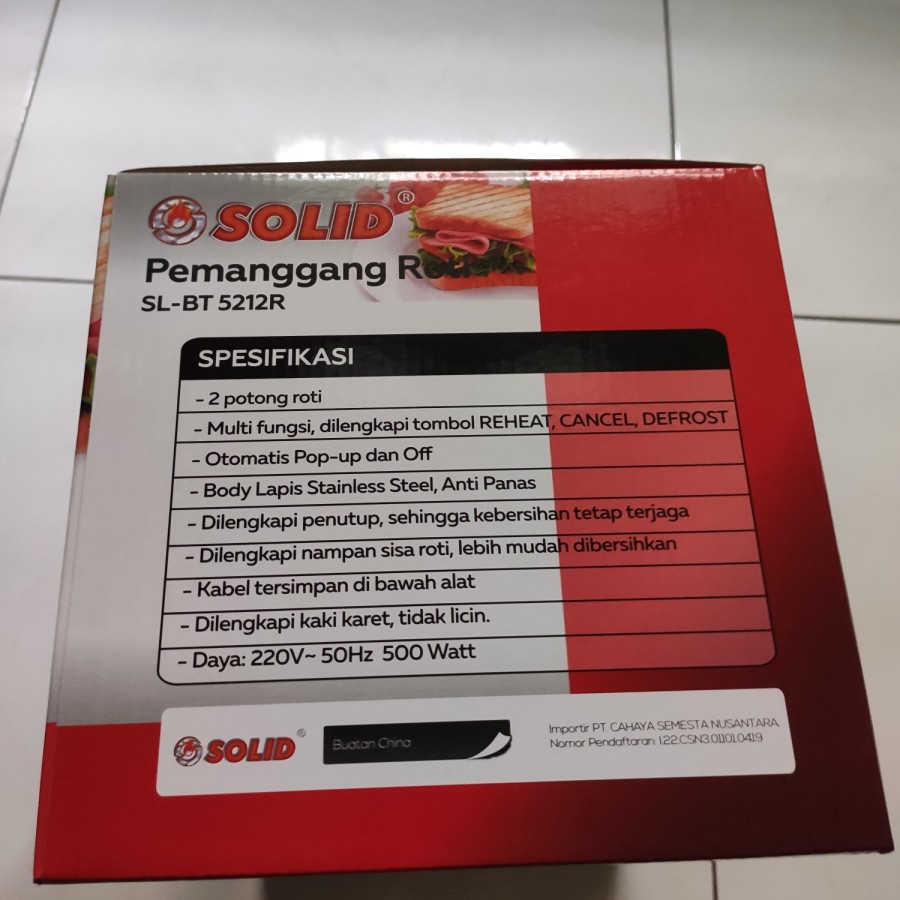 SOLID ®
Pemanggang Roti
SL-BT 5212R
SPESIFIKASI
- 2 potong roti
- Multi fungsi, dilengkapi tombol REHEAT, CANCEL, DEFROST
- Otomatis Pop-up dan Off
- Body Lapis Stainless Steel, Anti Panas
- Dilengkapi penutup, sehingga kebersihan tetap terjaga
- Dilengkapi nampan sisa roti, lebih mudah dibersihkan
- Kabel tersimpan di bawah alat
- Dilengkapi kaki karet, tidak licin.
- Daya: 220V~ 50Hz 500 Watt
SOLID ®
Buatan China
Importir PT. CAHAYA SEMESTA NUSANTARA
Nomor Pendaftaran: 1.22.CSN3.01101.0419